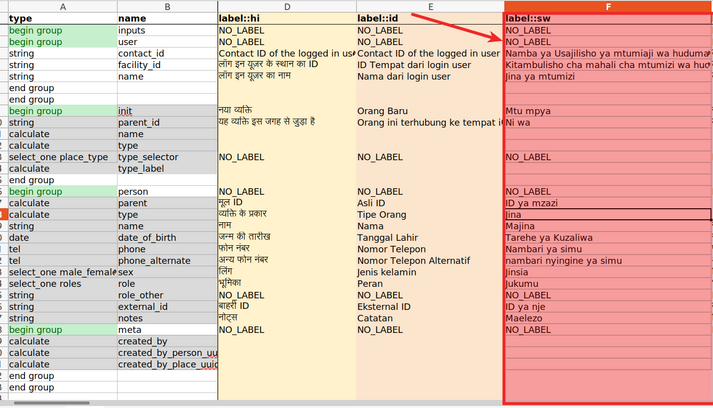 A B D E F
type name label::hi label::id label::sw
begin group inputs NO_LABEL NO_LABEL NO_LABEL
begin group user NO_LABEL NO_LABEL NO_LABEL
string contact_id Contact ID of the logged in Contact ID of the logged in user Namba ya Usajilisho ya mtumiaji wa
string facility_id लॉग इन यूज़र के स्थान का ID ID Tempat dari login user Kitambulisho cha mahali cha mtumizi wa
string name लॉग इन यूज़र का नाम Nama dari login user Jina ya mtumizi
end group
end group
begin group init नया व्यक्ति Orang Baru Mtu mpya
string parent_id यह व्यक्ति इस जगह से जुड़ा है Orang ini terhubung ke tempat Ni wa
calculate name
calculate type
select_one place_type type_selector NO_LABEL NO_LABEL NO_LABEL
calculate type_label
end group
begin group person NO_LABEL NO_LABEL NO_LABEL
calculate parent मूल ID Asli ID ID ya mzazi
calculate type व्यक्ति के प्रकार Tipe Orang Jina
string name नाम Nama Majina
date date_of_birth जन्म की तारीख Tanggal Lahir Tarehe ya Kuzaliwa
tel phone फोन नंबर Nomor Telepon Nambari ya simu
tel phone_alternate अन्य फोन नंबर Nomor Telepon Alternatif nambari nyingine ya simu
select_one sex लिंग Jenis kelamin Jinsia
select_one roles role भूमिका Peran Jukumu
string role_other NO_LABEL NO_LABEL NO_LABEL
string external_id बाहरी ID Eksternal ID ID ya nje
string notes नोट्स Catatan Maelezo
begin group meta NO_LABEL NO_LABEL NO_LABEL
calculate created_by
calculate created_by_person_uu
calculate created_by_place_uuid
end group
end group